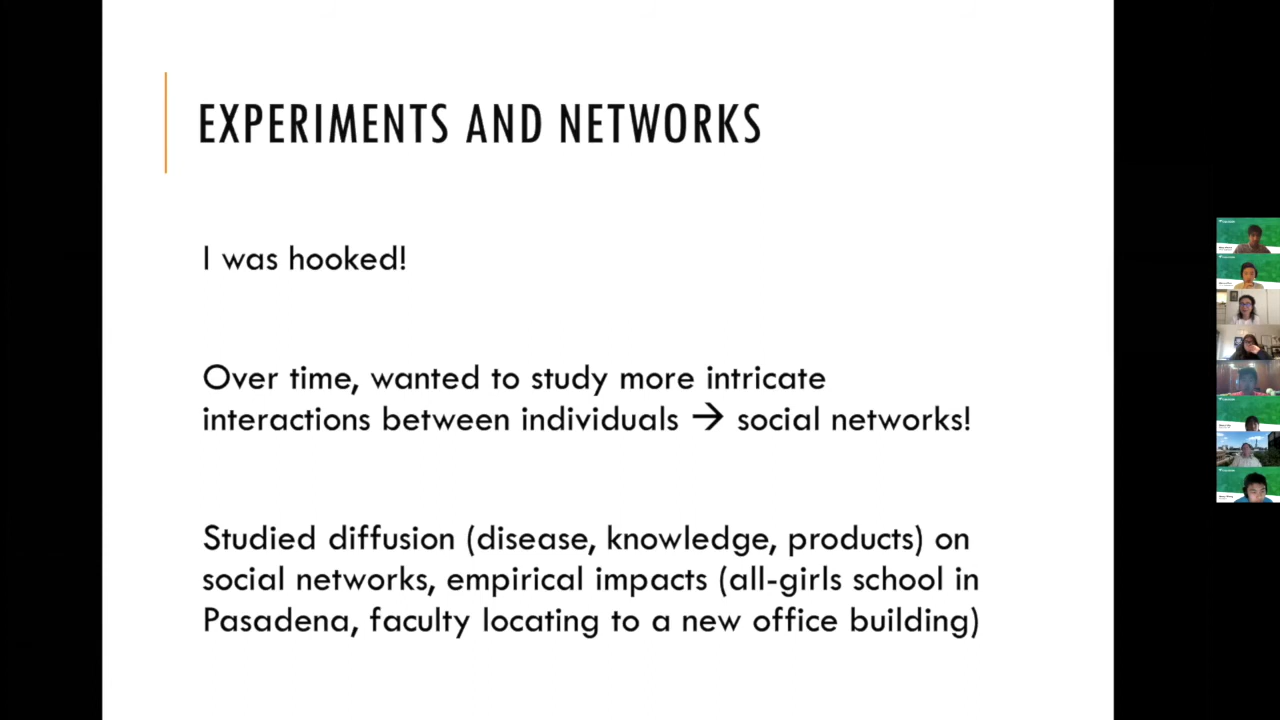 EXPERIMENTS AND NETWORKS
I was hooked!
Over time, wanted to study more intricate
interactions between individuals → social networks!
Studied diffusion (disease, knowledge, products) on
social networks, empirical impacts (all-girls school in
Pasadena, faculty locating to a new office building)